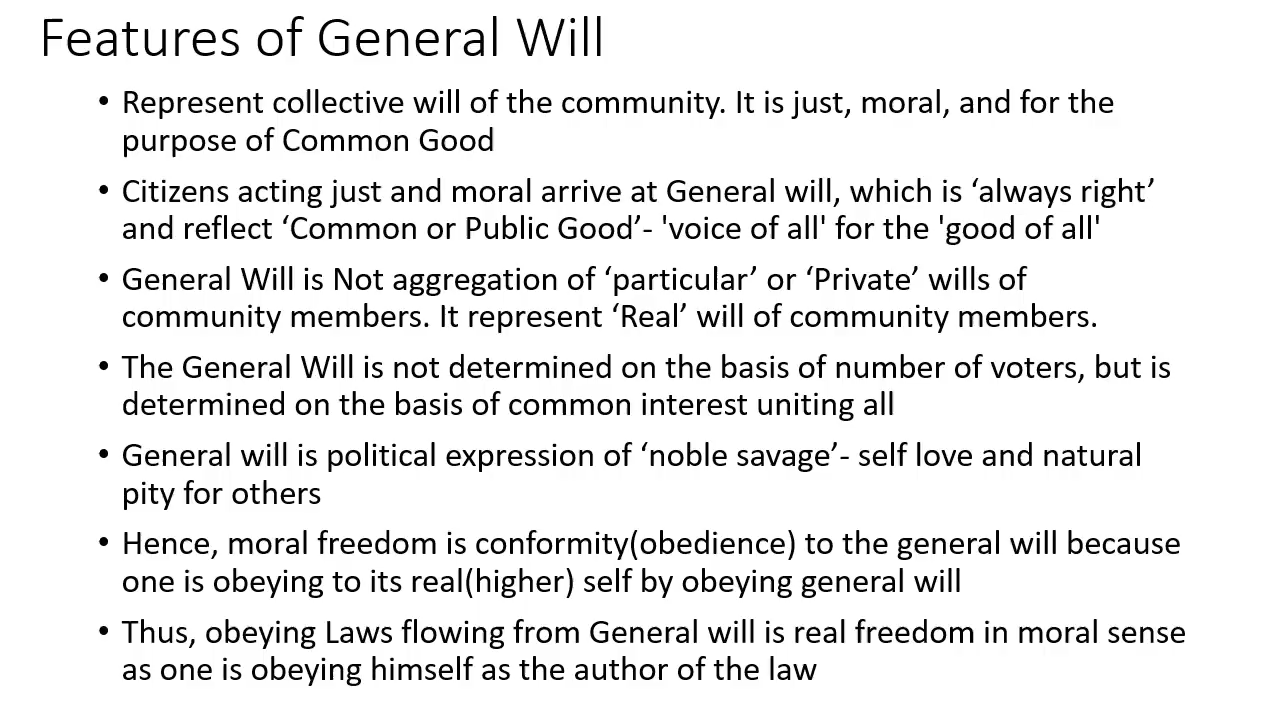 Features of General Will
• Represent collective will of the community. It is just, moral, and for the
purpose of Common Good
• Citizens acting just and moral arrive at General will, which is ‘always right’
and reflect ‘Common or Public Good’- 'voice of all' for the 'good of all'
• General Will is Not aggregation of ‘particular’ or ‘Private’ wills of
community members. It represent ‘Real’ will of community members.
• The General Will is not determined on the basis of number of voters, but is
determined on the basis of common interest uniting all
• General will is political expression of ‘noble savage’- self love and natural
pity for others
• Hence, moral freedom is conformity(obedience) to the general will because
one is obeying to its real(higher) self by obeying general will
• Thus, obeying Laws flowing from General will is real freedom in moral sense
as one is obeying himself as the author of the law